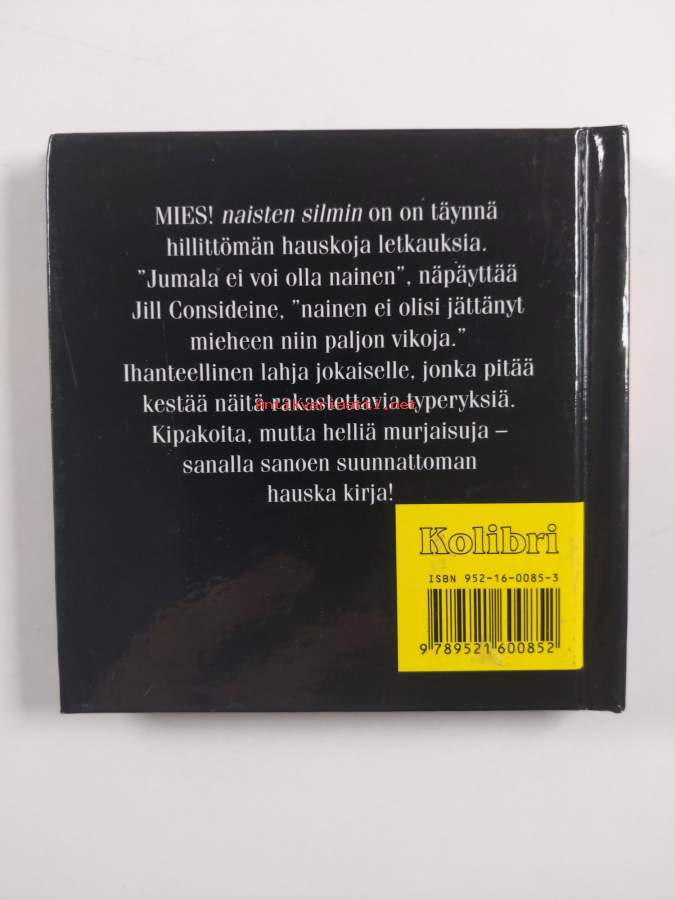 MIES! naisten silmin on on täynnä
hillittömän hauskoja letkauksia.
”Jumala ei voi olla nainen”, näpäyttää
Jill Consideine, ”nainen ei olisi jättänyt
mieheen niin paljon vikoja.”
Ihanteellinen lahja jokaiselle, jonka pitää
kestää näitä rakastettavia typeryksiä.
antikvariaatti.net
Kipakoita, mutta helliä murjaisuja –
sanalla sanoen suunnattoman
hauska kirja!
Kolibri
ISBN 952-16-0085-3
9 789521 600852